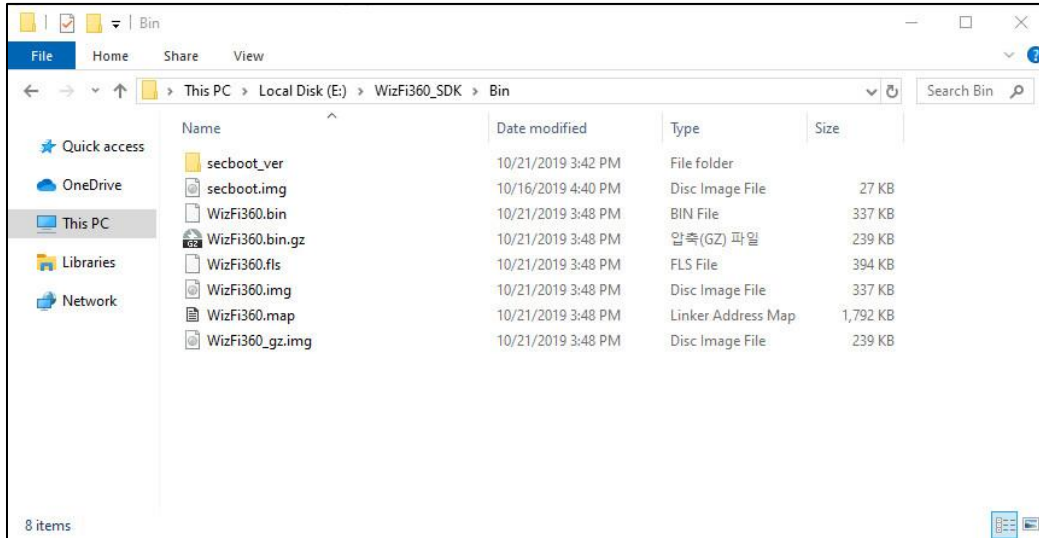 Bin
File Home Share View
This PC > Local Disk (E:) > WizFi360_SDK > Bin
Search Bin
Name Date modified Type Size
Quick access
OneDrive
This PC
Libraries
Network
secboot_ver 10/21/2019 3:42 PM File folder
secboot.img 10/16/2019 4:40 PM Disc Image File 27 KB
WizFi360.bin 10/21/2019 3:48 PM BIN File 337 KB
WizFi360.bin.gz 10/21/2019 3:48 PM 압축(GZ) 파일 239 KB
WizFi360.fls 10/21/2019 3:48 PM FLS File 394 KB
WizFi360.img 10/21/2019 3:48 PM Disc Image File 337 KB
WizFi360.map 10/21/2019 3:48 PM Linker Address Map 1,792 KB
WizFi360_gz.img 10/21/2019 3:48 PM Disc Image File 239 KB
8 items